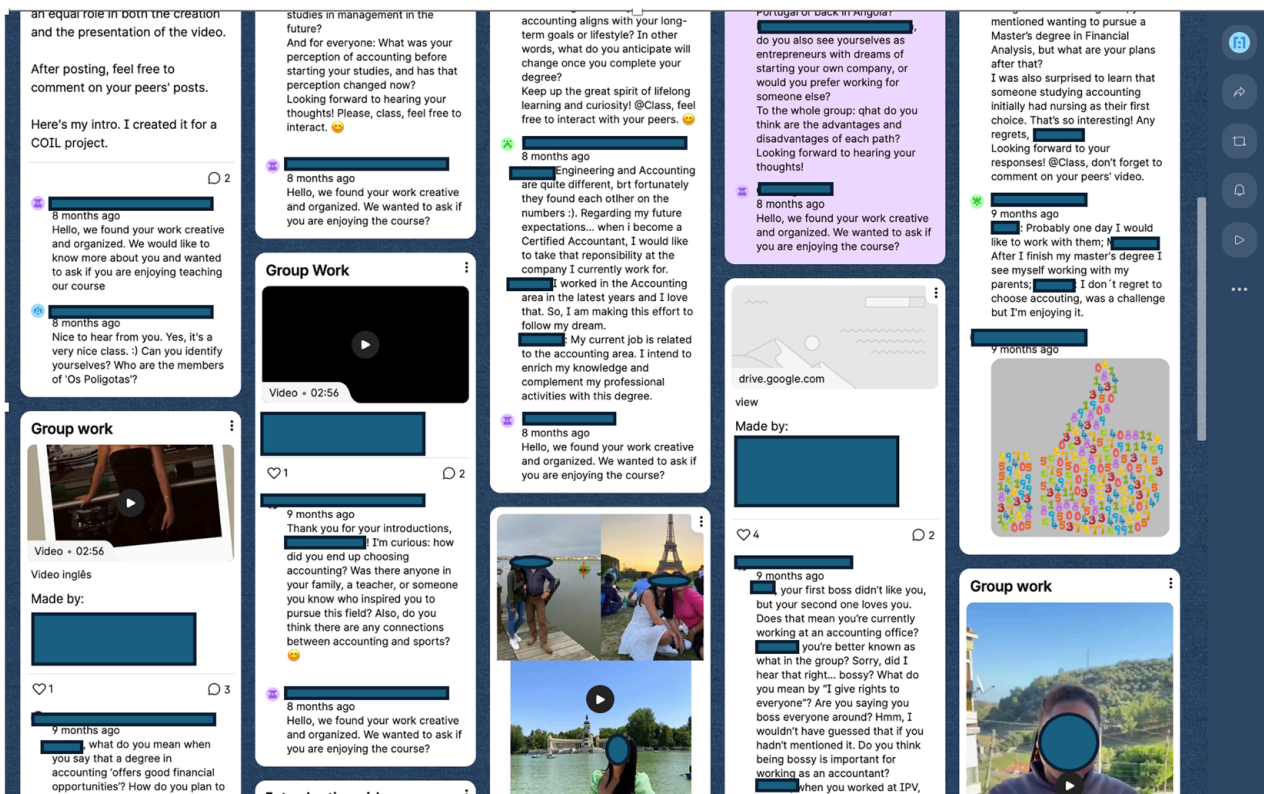 an equal role in both the creation
and the presentation of the video.
After posting, feel free to
comment on your peers' posts.
Here's my intro. I created it for a
COIL project.
2
8 months ago
Hello, we found your work creative
and organized. We would like to
know more about you and wanted
to ask if you are enjoying teaching
our course
8 months ago
Nice to hear from you. Yes, it's a
very nice class. :) Can you identify
yourselves? Who are the members
of 'Os Poligotas'?
Group work
Video • 02:56
Video inglês
Made by:
1
3
9 months ago
, what do you mean when
you say that a degree in
accounting 'offers good financial
opportunities'? How do you plan to
studies in management in the
future?
And for everyone: What was your
perception of accounting before
starting your studies, and has that
perception changed now?
Looking forward to hearing your
thoughts! Please, class, feel free to
interact. 😊
8 months ago
Hello, we found your work creative
and organized. We wanted to ask if
you are enjoying the course?
Group Work
Video • 02:56
1
2
9 months ago
Thank you for your introductions,
! I'm curious: how
did you end up choosing
accounting? Was there anyone in
your family, a teacher, or someone
you know who inspired you to
pursue this field? Also, do you
think there are any connections
between accounting and sports?
😊
8 months ago
Hello, we found your work creative
and organized. We wanted to ask if
you are enjoying the course?
accounting aligns with your long-
term goals or lifestyle? In other
words, what do you anticipate will
change once you complete your
degree?
Keep up the great spirit of lifelong
learning and curiosity! @Class, feel
free to interact with your peers. 😊
8 months ago
Engineering and Accounting
are quite different, brt fortunately
they found each otlher on the
numbers :). Regarding my future
expectations... when i become a
Certified Accountant, I would like
to take that reponsibility at the
company I currently work for.
I worked in the Accounting
area in the latest years and I love
that. So, I am making this effort to
follow my dream.
: My current job is related
to the accounting area. I intend to
enrich my knowledge and
complement my professional
activities with this degree.
8 months ago
Hello, we found your work creative
and organized. We wanted to ask if
you are enjoying the course?
Portugal or back in Angola?
,
do you also see yourselves as
entrepreneurs with dreams of
starting your own company, or
would you prefer working for
someone else?
To the whole group: qhat do you
think are the advantages and
disadvantages of each path?
Looking forward to hearing your
thoughts!
8 months ago
Hello, we found your work creative
and organized. We wanted to ask if
you are enjoying the course?
drive.google.com
view
Made by:
4
2
9 months ago
, your first boss didn't like you,
but your second one loves you.
Does that mean you're currently
working at an accounting office?
you're better known as
what in the group? Sorry, did I
hear that right... bossy? What do
you mean by "I give rights to
everyone"? Are you saying you
boss everyone around? Hmm, I
wouldn't have guessed that if you
hadn't mentioned it. Do you think
being bossy is important for
working as an accountant?
when you worked at IPV,
mentioned wanting to pursue a
Master's degree in Financial
Analysis, but what are your plans
after that?
I was also surprised to learn that
someone studying accounting
initially had nursing as their first
choice. That's so interesting! Any
regrets,
Looking forward to your
responses! @Class, don't forget to
comment on your peers' video.
9 months ago
: Probably one day I would
like to work with them; M
After I finish my master's degree I
see myself working with my
parents; : I don´t regret to
choose accouting, was a challenge
but I'm enjoying it.
9 months ago
Group work